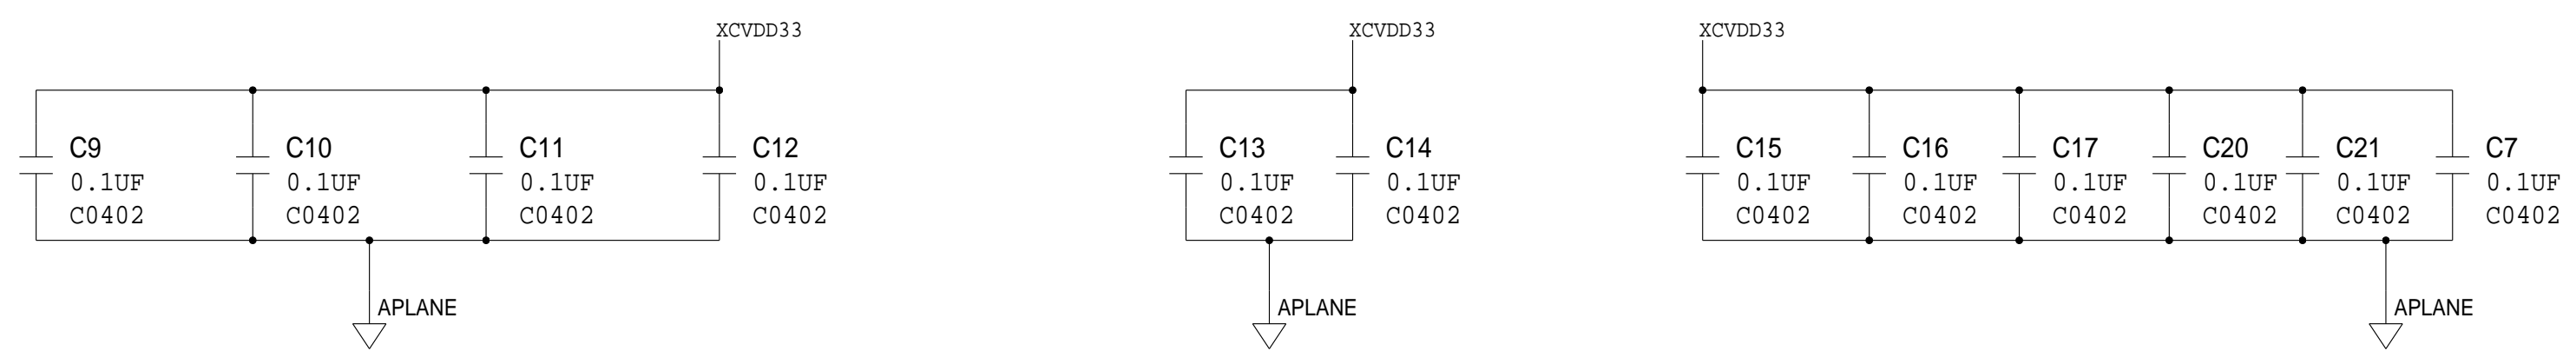 XCVDD33
XCVDD33
XCVDD33
C9
0.1UF
C0402
C10
0.1UF
C0402
C11
0.1UF
C0402
C12
0.1UF
C0402
C13
0.1UF
C0402
C14
0.1UF
C0402
C15
0.1UF
C0402
C16
0.1UF
C0402
C17
0.1UF
C0402
C20
0.1UF
C0402
C21
0.1UF
C0402
C7
0.1UF
C0402
APLANE
APLANE
APLANE